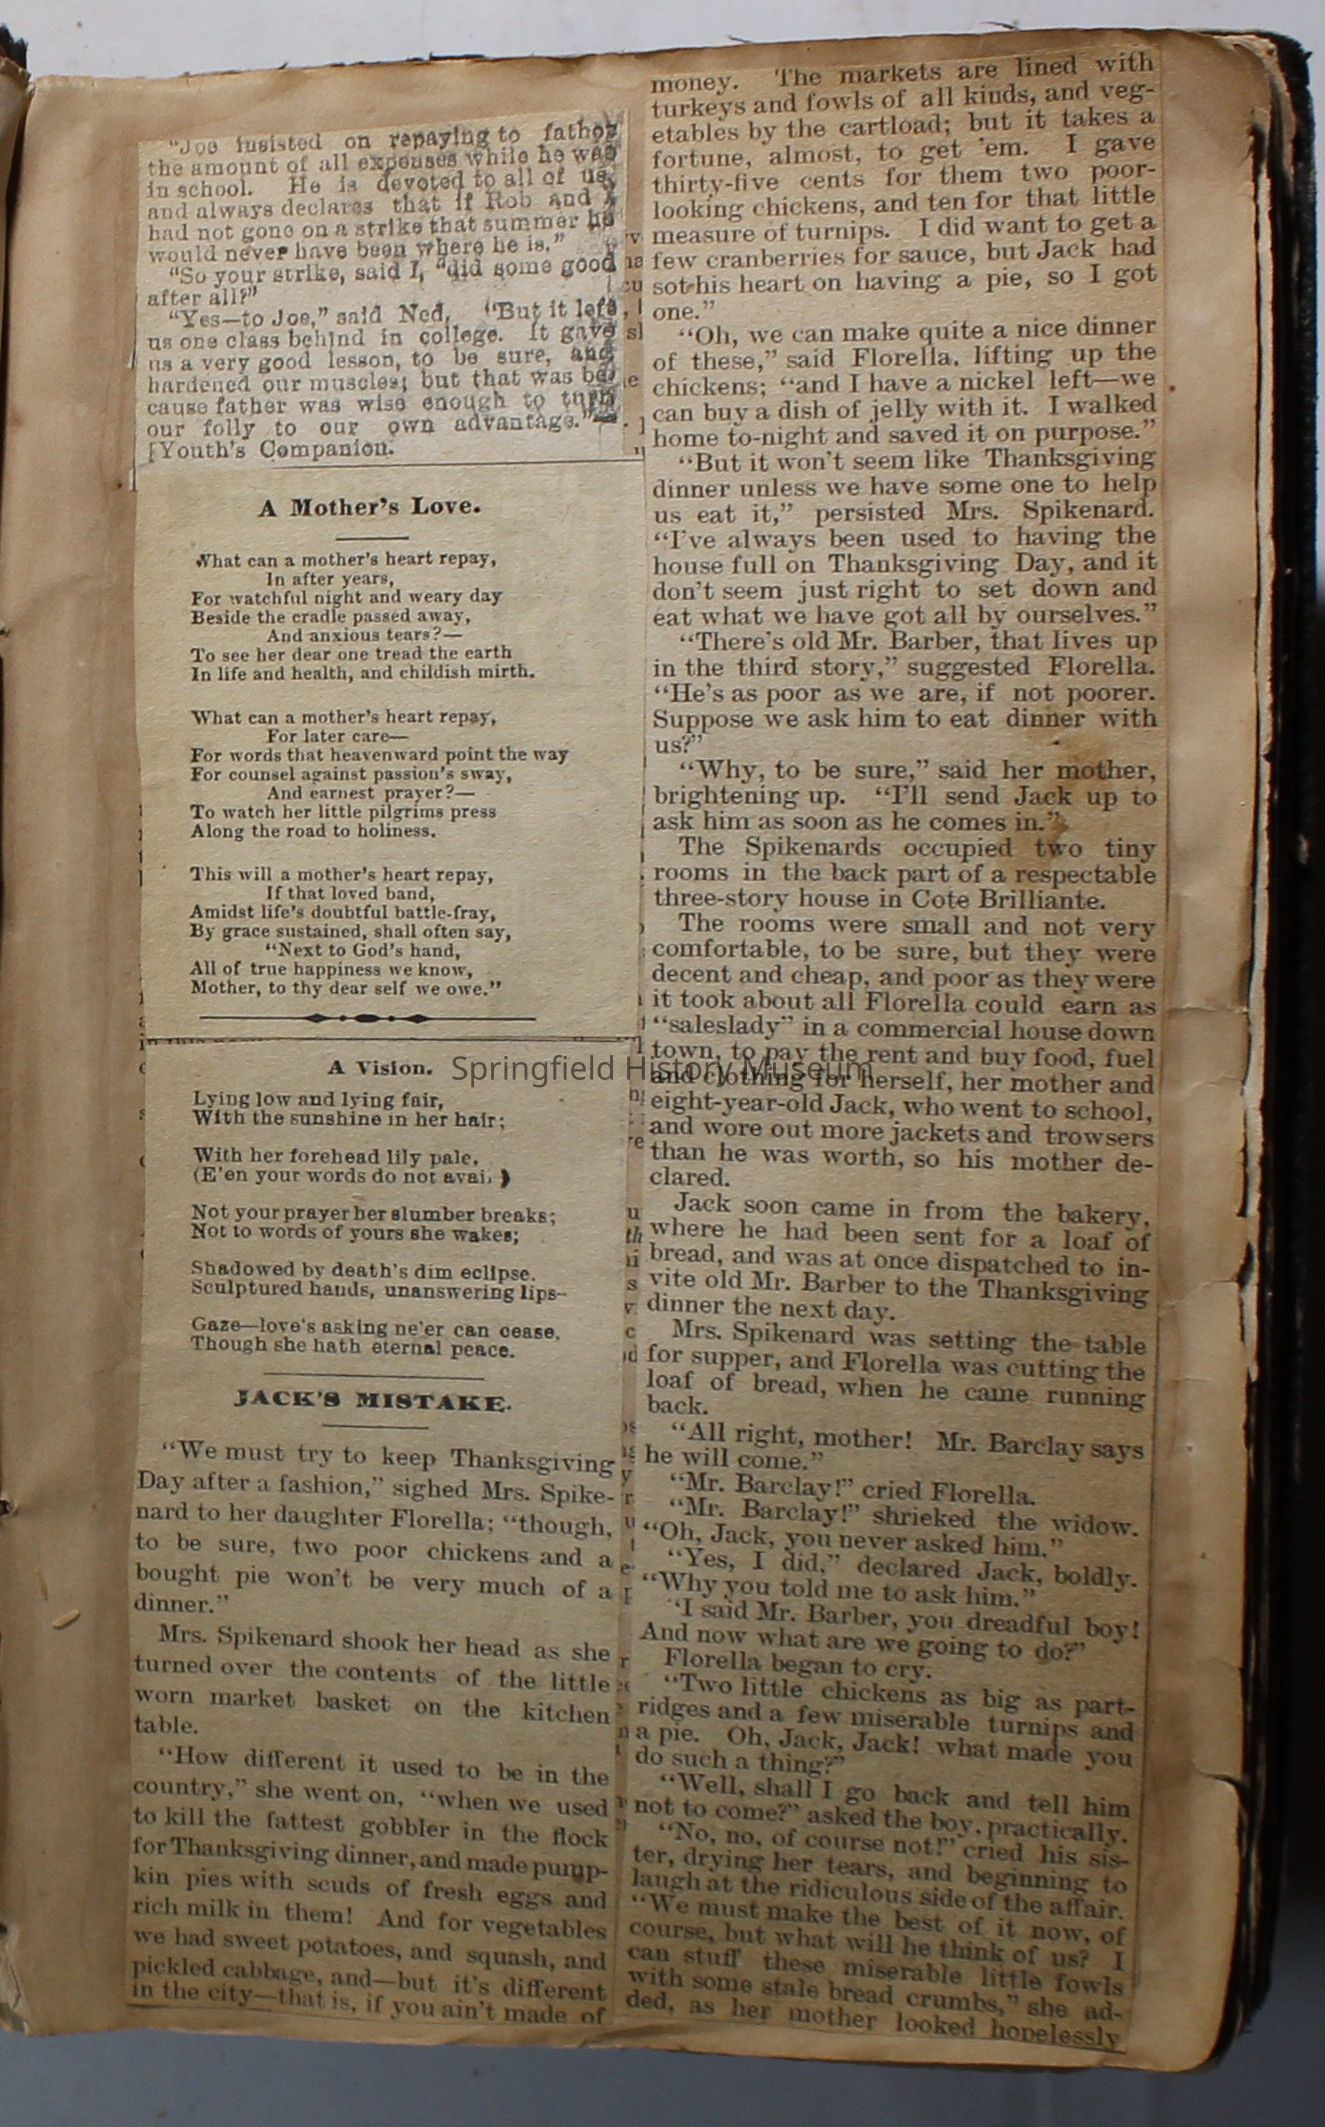 "Joe insisted on repaying to father
the amount of all expenses while he was
in school. He is devoted to all of us,
and always declares that if Rob and I
had not gone on a strike that summer he
would never have been where he is."
"So your strike, said I, "did some good
after all?"
"Yes—to Joe," said Ned, "But it left
us one class behind in college. It gave
us a very good lesson, to be sure, and
hardened our muscles; but that was be-
cause father was wise enough to turn
our folly to our own advantage."—
[Youth's Companion.
A Mother's Love.
What can a mother's heart repay,
In after years,
For watchful night and weary day
Beside the cradle passed away,
And anxious tears?—
To see her dear one tread the earth
In life and health, and childish mirth.
What can a mother's heart repay,
For later care—
For words that heavenward point the way
For counsel against passion's sway,
And earnest prayer?—
To watch her little pilgrims press
Along the road to holiness.
This will a mother's heart repay,
If that loved band,
Amidst life's doubtful battle-fray,
By grace sustained, shall often say,
"Next to God's hand,
All of true happiness we know,
Mother, to thy dear self we owe."
A Vision.
Lying low and lying fair,
With the sunshine in her hair;
With her forehead lily pale,
(E'en your words do not avai, )
Not your prayer her slumber breaks;
Not to words of yours she wakes;
Shadowed by death's dim eclipse.
Sculptured hands, unanswering lips—
Gaze—love's asking ne'er can cease,
Though she hath eternal peace.
JACK'S MISTAKE.
"We must try to keep Thanksgiving
Day after a fashion," sighed Mrs. Spike-
nard to her daughter Florella; "though,
to be sure, two poor chickens and a
bought pie won't be very much of a
dinner."
Mrs. Spikenard shook her head as she
turned over the contents of the little
worn market basket on the kitchen
table.
"How different it used to be in the
country," she went on, "when we used
to kill the fattest gobbler in the flock
for Thanksgiving dinner, and made pump-
kin pies with scuds of fresh eggs and
rich milk in them! And for vegetables
we had sweet potatoes, and squash, and
pickled cabbage, and—but it's different
in the city—that is, if you ain't made of
money. The markets are lined with
turkeys and fowls of all kinds, and veg-
etables by the cartload; but it takes a
fortune, almost, to get 'em. I gave
thirty-five cents for them two poor-
looking chickens, and ten for that little
measure of turnips. I did want to get a
few cranberries for sauce, but Jack had
sot his heart on having a pie, so I got
one."
"Oh, we can make quite a nice dinner
of these," said Florella, lifting up the
chickens; "and I have a nickel left—we
can buy a dish of jelly with it. I walked
home to-night and saved it on purpose."
"But it won't seem like Thanksgiving
dinner unless we have some one to help
us eat it," persisted Mrs. Spikenard.
"I've always been used to having the
house full on Thanksgiving Day, and it
don't seem just right to set down and
eat what we have got all by ourselves."
"There's old Mr. Barber, that lives up
in the third story," suggested Florella.
"He's as poor as we are, if not poorer.
Suppose we ask him to eat dinner with
us?"
"Why, to be sure," said her mother,
brightening up. "I'll send Jack up to
ask him as soon as he comes in."
The Spikenards occupied two tiny
rooms in the back part of a respectable
three-story house in Cote Brilliante.
The rooms were small and not very
comfortable, to be sure, but they were
decent and cheap, and poor as they were
it took about all Florella could earn as
"saleslady" in a commercial house down
town, to pay the rent and buy food, fuel
and clothing for herself, her mother and
eight-year-old Jack, who went to school,
and wore out more jackets and trowsers
than he was worth, so his mother de-
clared.
Jack soon came in from the bakery,
where he had been sent for a loaf of
bread, and was at once dispatched to in-
vite old Mr. Barber to the Thanksgiving
dinner the next day.
Mrs. Spikenard was setting the table
for supper, and Florella was cutting the
loaf of bread, when he came running
back.
"All right, mother! Mr. Barclay says
he will come."
"Mr. Barclay!" cried Florella.
"Mr. Barclay!" shrieked the widow.
"Oh, Jack, you never asked him."
"Yes, I did," declared Jack, boldly.
"Why you told me to ask him."
"I said Mr. Barber, you dreadful boy!
And now what are we going to do?"
Florella began to cry.
"Two little chickens as big as part-
ridges and a few miserable turnips and
a pie. Oh, Jack, Jack! what made you
do such a thing?"
"Well, shall I go back and tell him
not to come?" asked the boy, practically.
"No, no, of course not!" cried his sis-
ter, drying her tears, and beginning to
laugh at the ridiculous side of the affair.
"We must make the best of it now, of
course, but what will he think of us? I
can stuff these miserable little fowls
with some stale bread crumbs," she ad-
ded, as her mother looked hopelessly
Springfield History Museum